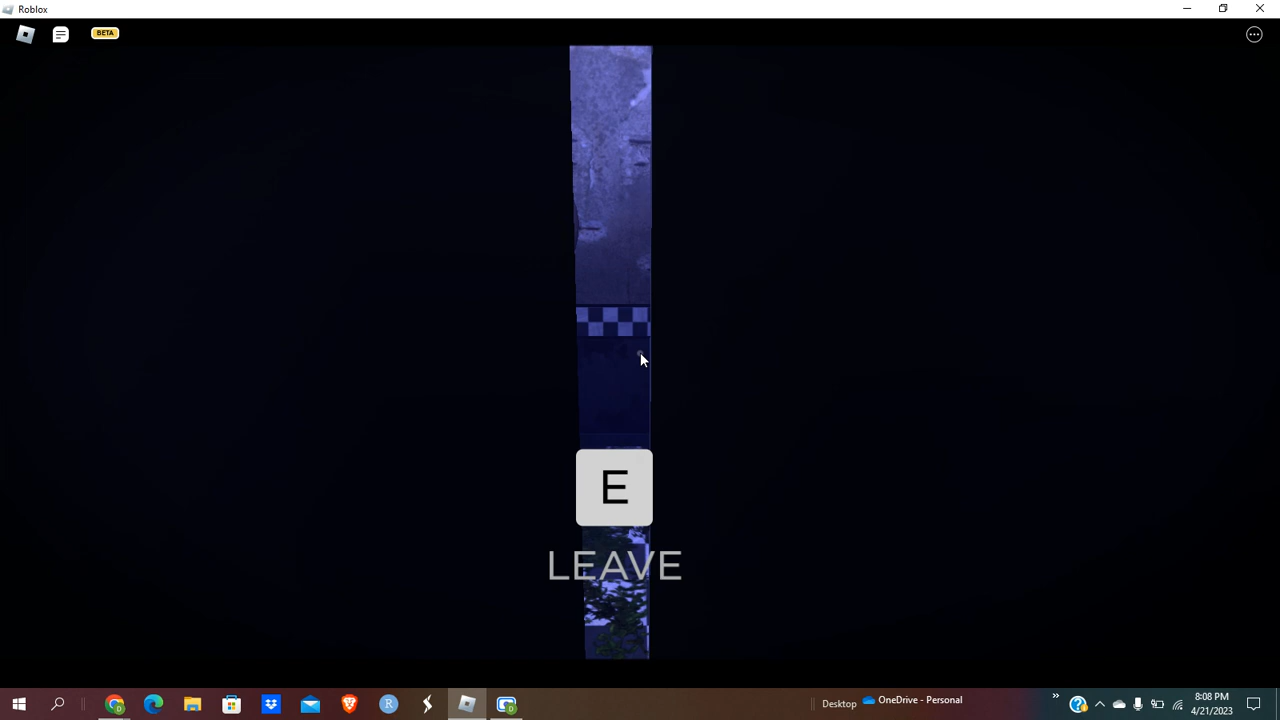 Roblox
BETA
E
LEAVE
Desktop
OneDrive - Personal
8:08 PM
4/21/2023